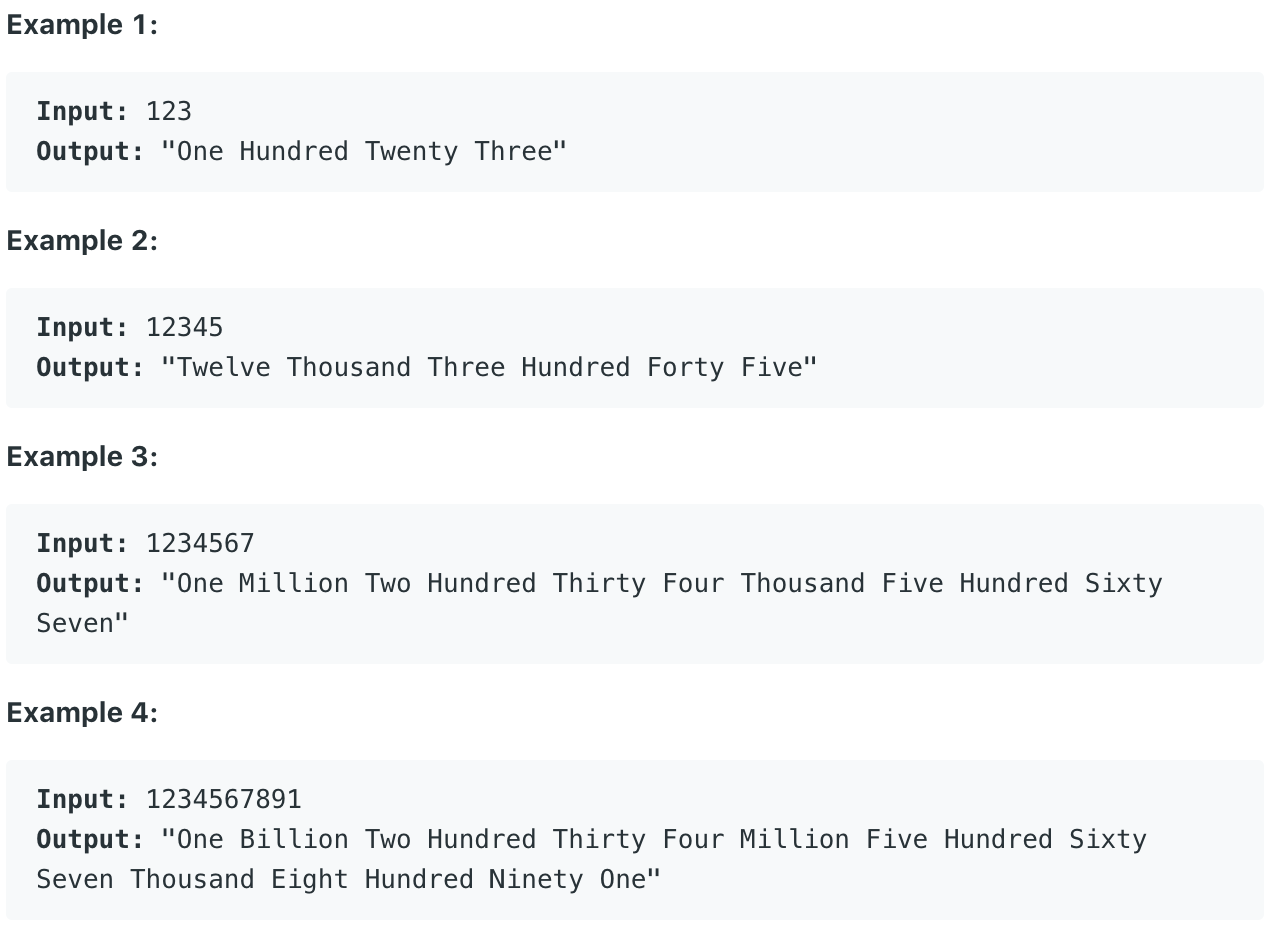 Example 1:
Input: 123
Output: "One Hundred Twenty Three"
Example 2:
Input: 12345
Output: "Twelve Thousand Three Hundred Forty Five"
Example 3:
Input: 1234567
Output: "One Million Two Hundred Thirty Four Thousand Five Hundred Sixty
Seven"
Example 4:
Input: 1234567891
Output: "One Billion Two Hundred Thirty Four Million Five Hundred Sixty
Seven Thousand Eight Hundred Ninety One"